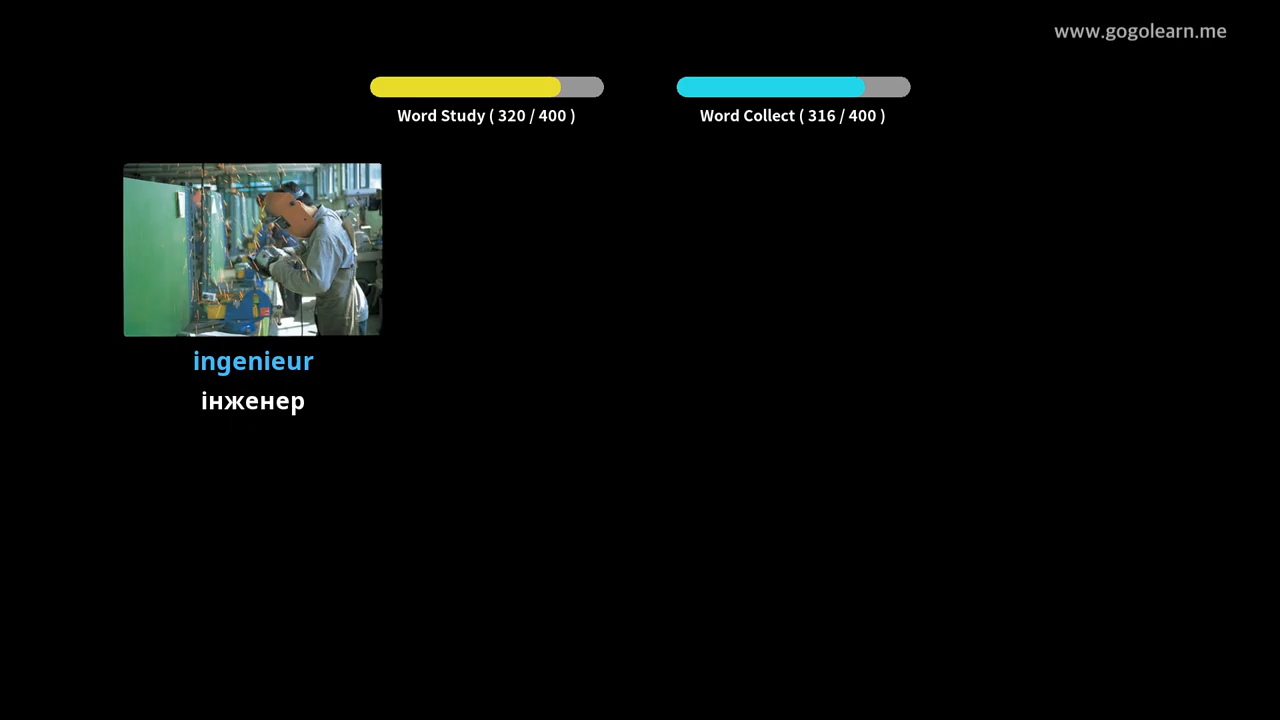 www.gogolearn.me
Word Study ( 320 / 400 )
Word Collect ( 316 / 400 )
ingenieur
інженер